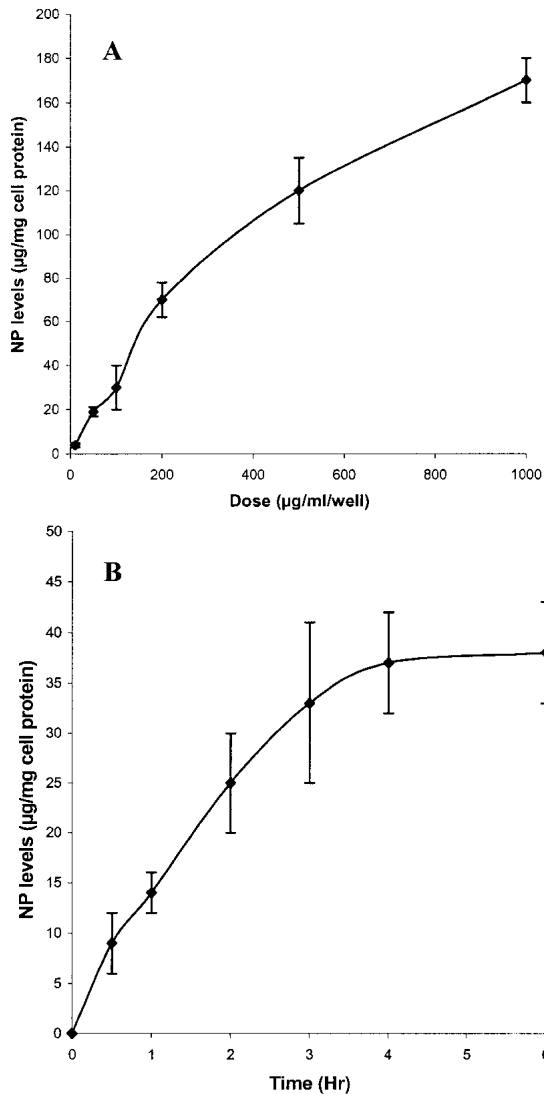 A
200
180
160
140
120
100
80
60
40
20
0
NP levels (µg/mg cell protein)
0 200 400 600 800 1000
Dose (µg/ml/well)
B
50
45
40
35
30
25
20
15
10
5
0
NP levels (µg/mg cell protein)
0 1 2 3 4 5 6
Time (Hr)